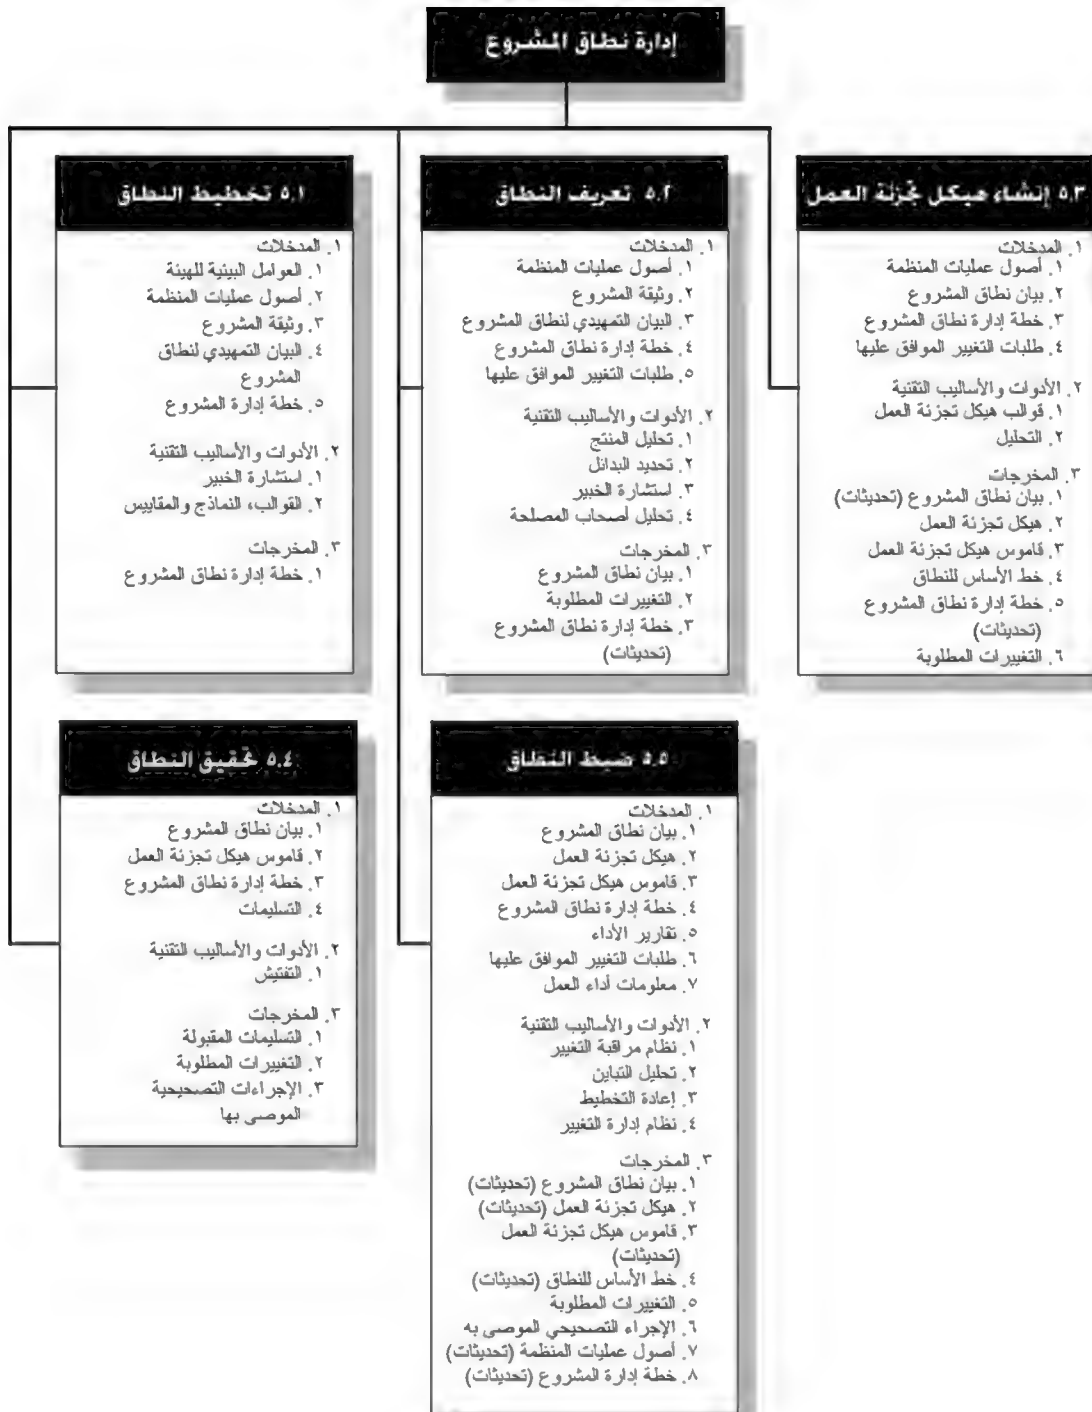 إدارة نطاق المشروع
٥.١ تخطيط النطاق
١. المدخلات
١. العوامل البيئية للهيئة
٢. أصول عمليات المنظمة
٣. وثيقة المشروع
٤. البيان التمهيدي لنطاق
المشروع
٥. خطة إدارة المشروع
٢. الأدوات والأساليب التقنية
١. استشارة الخبير
٢. القوالب، النماذج والمقاييس
٣. المخرجات
١. خطة إدارة نطاق المشروع
٥.٢ تعريف النطاق
١. المدخلات
١. أصول عمليات المنظمة
٢. وثيقة المشروع
٣. البيان التمهيدي لنطاق المشروع
٤. خطة إدارة نطاق المشروع
٥. طلبات التغيير الموافق عليها
٢. الأدوات والأساليب التقنية
١. تحليل المنتج
٢. تحديد البدائل
٣. استشارة الخبير
٤. تحليل أصحاب المصلحة
٣. المخرجات
١. بيان نطاق المشروع
٢. التغييرات المطلوبة
٣. خطة إدارة نطاق المشروع
(تحديثات)
٥.٣ إنشاء هيكل تجزئة العمل
١. المدخلات
١. أصول عمليات المنظمة
٢. بيان نطاق المشروع
٣. خطة إدارة نطاق المشروع
٤. طلبات التغيير الموافق عليها
٢. الأدوات والأساليب التقنية
١. قوالب هيكل تجزئة العمل
٢. التحليل
٣. المخرجات
١. بيان نطاق المشروع (تحديثات)
٢. هيكل تجزئة العمل
٣. قاموس هيكل تجزئة العمل
٤. خط الأساس للنطاق
٥. خطة إدارة نطاق المشروع
(تحديثات)
٦. التغييرات المطلوبة
٥.٤ تحقيق النطاق
١. المدخلات
١. بيان نطاق المشروع
٢. قاموس هيكل تجزئة العمل
٣. خطة إدارة نطاق المشروع
٤. التسليمات
٢. الأدوات والأساليب التقنية
١. التفتيش
٣. المخرجات
١. التسليمات المقبولة
٢. التغييرات المطلوبة
٣. الإجراءات التصحيحية
الموصى بها
٥.٥ ضبط النطاق
١. المدخلات
١. بيان نطاق المشروع
٢. هيكل تجزئة العمل
٣. قاموس هيكل تجزئة العمل
٤. خطة إدارة نطاق المشروع
٥. تقارير الأداء
٦. طلبات التغيير الموافق عليها
٧. معلومات أداء العمل
٢. الأدوات والأساليب التقنية
١. نظام مراقبة التغيير
٢. تحليل التباين
٣. إعادة التخطيط
٤. نظام إدارة التغيير
٣. المخرجات
١. بيان نطاق المشروع (تحديثات)
٢. هيكل تجزئة العمل (تحديثات)
٣. قاموس هيكل تجزئة العمل
(تحديثات)
٤. خط الأساس للنطاق (تحديثات)
٥. التغييرات المطلوبة
٦. الإجراء التصحيحي الموصى به
٧. أصول عمليات المنظمة (تحديثات)
٨. خطة إدارة المشروع (تحديثات)